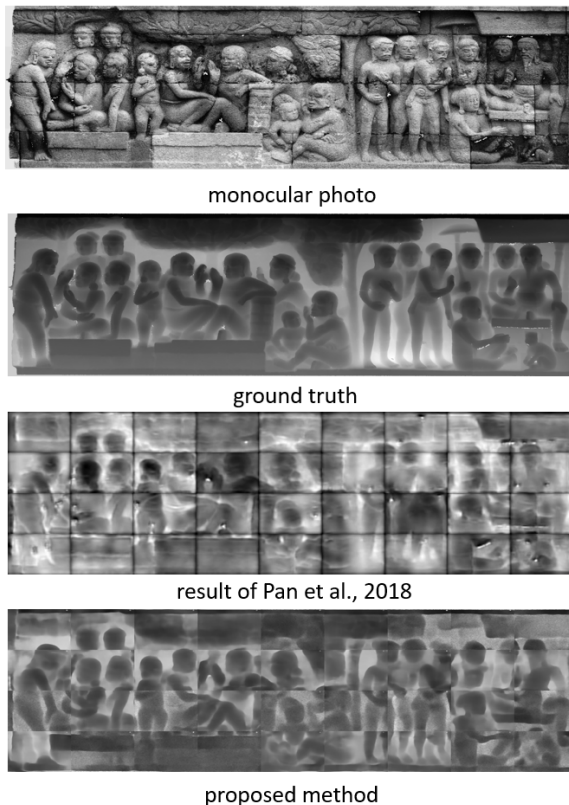 monocular photo
ground truth
result of Pan et al., 2018
proposed method